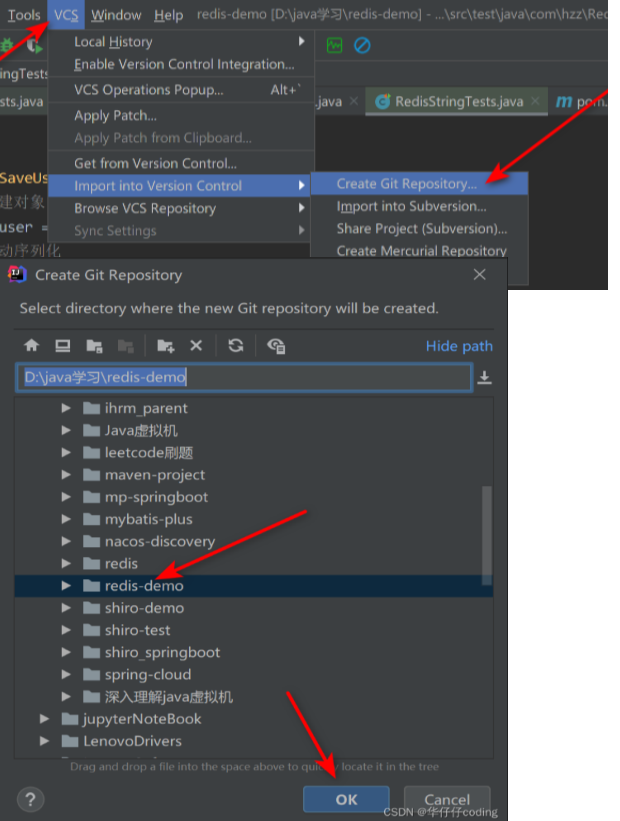 Tools VCS Window Help redis-demo [D:\java学习\redis-demo] - ...\src\test\java\com\hzz\Rec
Local History
Enable Version Control Integration...
ngTests
VCS Operations Popup... Alt+`
sts.java
.java RedisStringTests.java m pom.
Apply Patch...
Apply Patch from Clipboard...
Get from Version Control...
SaveUs
Import into Version Control Create Git Repository...
建对象
Browse VCS Repository Import into Subversion...
user =
Sync Settings Share Project (Subversion)...
动序列化
Create Mercurial Repository
Create Git Repository
Select directory where the new Git repository will be created.
Hide path
D:\java学习\redis-demo
ihrm_parent
Java虚拟机
leetcode刷题
maven-project
mp-springboot
mybatis-plus
nacos-discovery
redis
redis-demo
shiro-demo
shiro-test
shiro_springboot
spring-cloud
深入理解java虚拟机
jupyterNoteBook
LenovoDrivers
Drag and drop a file into the space above to quickly locate it in the tree
? OK Cancel
CSDN @华仔仔coding